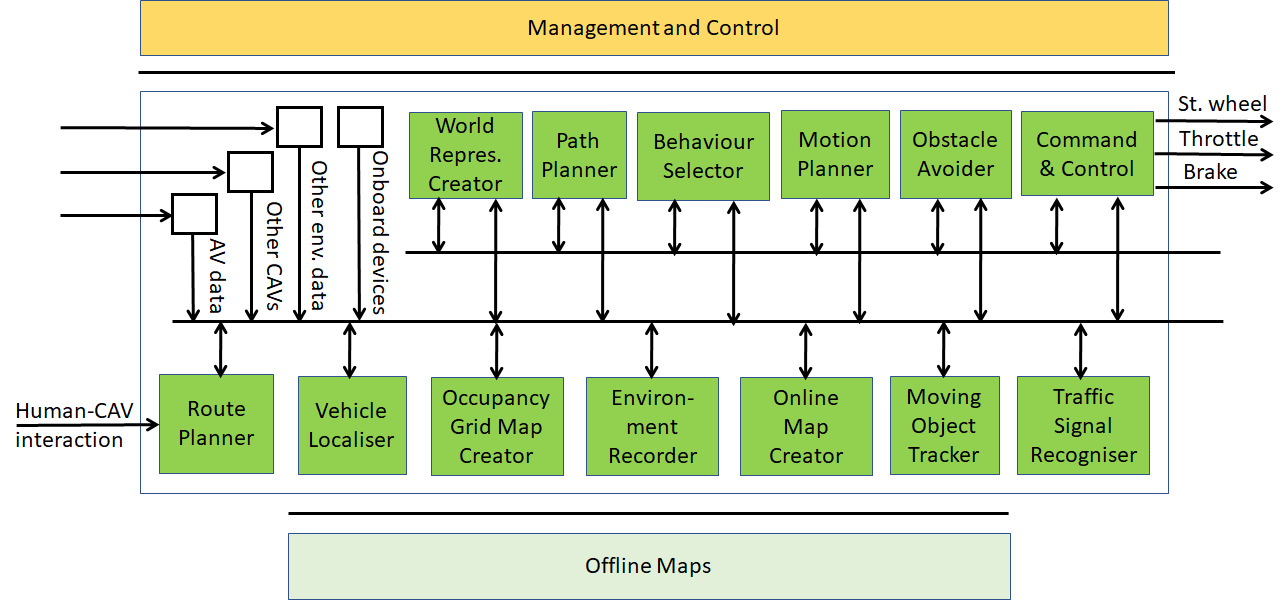 Management and Control
St. wheel
Throttle
Brake
World
Repres.
Creator
Path
Planner
Behaviour
Selector
Motion
Planner
Obstacle
Avoider
Command
& Control
AV data
Other CAVs
Other env. data
Onboard devices
Human-CAV
interaction
Route
Planner
Vehicle
Localiser
Occupancy
Grid Map
Creator
Environ-
ment
Recorder
Online
Map
Creator
Moving
Object
Tracker
Traffic
Signal
Recogniser
Offline Maps